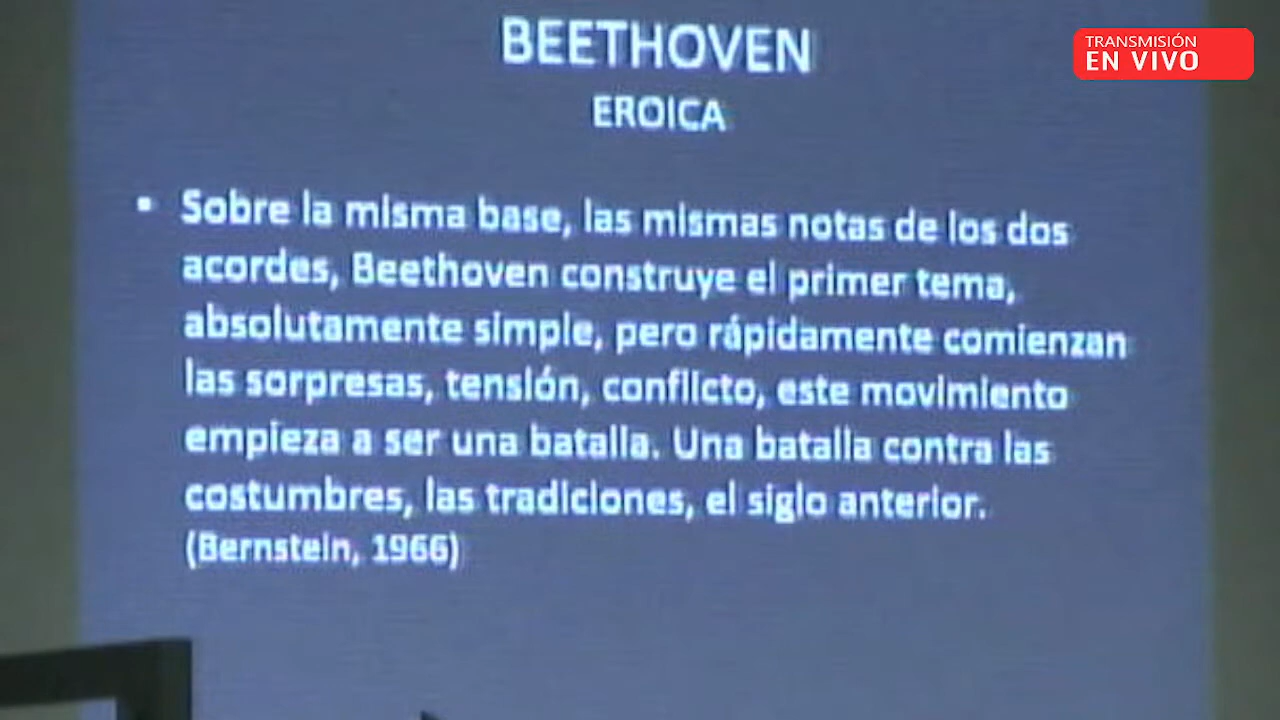 BEETHOVEN
EROICA
TRANSMISIÓN
EN VIVO
▪ Sobre la misma base, las mismas notas de los dos
acordes, Beethoven construye el primer tema,
absolutamente simple, pero rápidamente comienzan
las sorpresas, tensión, conflicto, este movimiento
empieza a ser una batalla. Una batalla contra las
costumbres, las tradiciones, el siglo anterior.
(Bernstein, 1966)